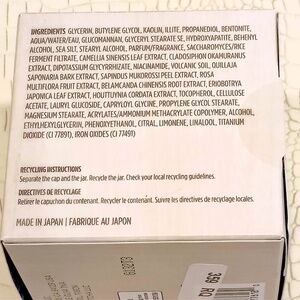 INGREDIENTS GLYCERIN, BUTYLENE GLYCOL, KAOLIN, ILLITE, PROPANEDIOL, BENTONITE,
AQUA/WATER/EAU, GLUCOMANNAN, GLYCERYL STEARATE SE, HYDROXYAPATITE, BEHENYL
ALCOHOL, SEA SILT, STEARYL ALCOHOL, PARFUM/FRAGRANCE, SACCHAROMYCES/RICE
FERMENT FILTRATE, CAMELLIA SINENSIS LEAF EXTRACT, CLADOSIPHON OKAMURANUS
EXTRACT, DIPOTASSIUM GLYCYRRHIZATE, NIACINAMIDE, VOLCANIC SOIL, QUILLAJA
SAPONARIA BARK EXTRACT, SAPINDUS MUKOROSSI PEEL EXTRACT, ROSA
MULTIFLORA FRUIT EXTRACT, BELAMCANDA CHINENSIS ROOT EXTRACT, ERIOBOTRYA
JAPONICA LEAF EXTRACT, HOUTTUYNIA CORDATA EXTRACT, TOCOPHEROL, CELLULOSE
ACETATE, LAURYL GLUCOSIDE, CAPRYLOYL GLYCINE, PROPYLENE GLYCOL STEARATE,
MAGNESIUM STEARATE, ACRYLATES/AMMONIUM METHACRYLATE COPOLYMER, ALCOHOL,
ETHYLHEXYLGLYCERIN, PHENOXYETHANOL, CITRAL, LIMONENE, LINALOOL, TITANIUM
DIOXIDE (CI 77891), IRON OXIDES (CI 77491)
RECYCLING INSTRUCTIONS
Separate the cap and the jar. Recycle the jar. Check your local recycling guidelines.
DIRECTIVES DE RECYCLAGE
Retirer le capuchon du contenant. Recycler le contenant. Suivre les directives de recyclage locales.
MADE IN JAPAN | FABRIQUE AU JAPON
359 RQ